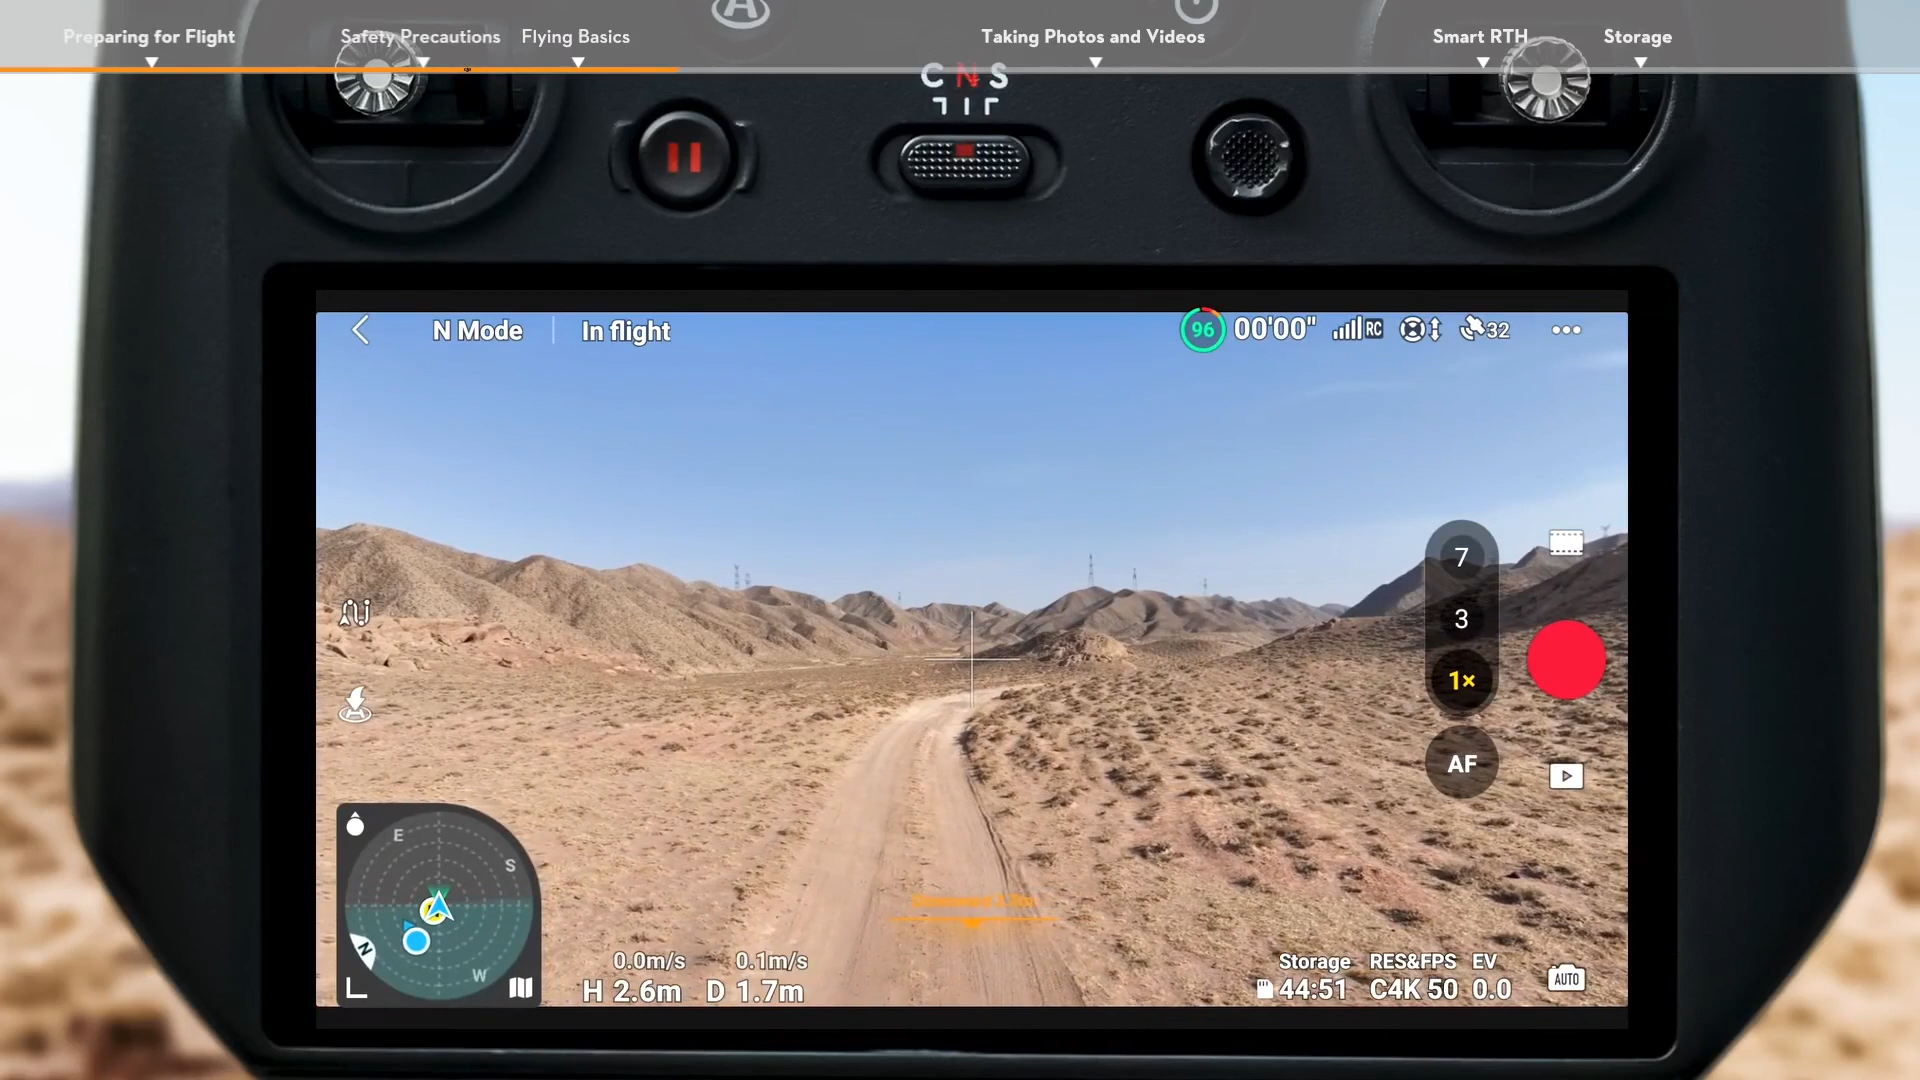 Preparing for Flight
Safety Precautions
Flying Basics
Taking Photos and Videos
Smart RTH
Storage
C N S
N Mode
In flight
96
00'00"
RC
32
7
3
1×
AF
E
S
N
W
0.0m/s
0.1m/s
H 2.6m
D 1.7m
Storage
RES&FPS
EV
44:51
C4K 50
0.0
AUTO